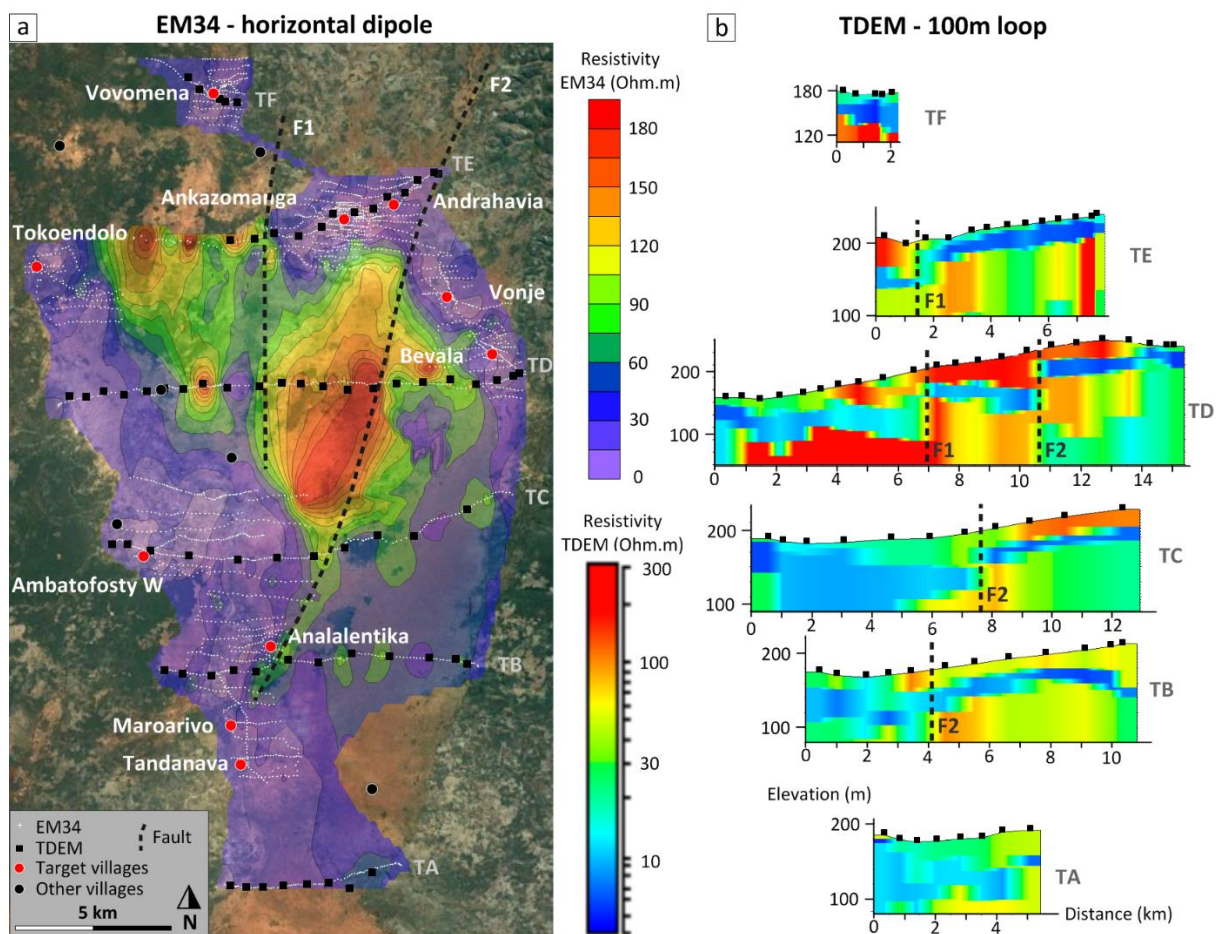 a
EM34 - horizontal dipole
Vovomena
TF
F1
F2
TE
Ankazomanga
Andrahavia
Tokoendolo
Vonje
Bevala
TD
TC
Ambatofosty W
Analalentika
TB
Maroarivo
Tandanava
TA
EM34
TDEM
Fault
Target villages
Other villages
5 km
N
Resistivity
EM34 (Ohm.m)
180
150
120
90
60
30
0
Resistivity
TDEM (Ohm.m)
300
100
30
10
b
TDEM - 100m loop
180
120
0 2
TF
200
100
F1
0 2 4 6
TE
200
100
F1 F2
0 2 4 6 8 10 12 14
TD
200
100
F2
0 2 4 6 8 10 12
TC
200
100
F2
0 2 4 6 8 10
TB
Elevation (m)
200
100
0 2 4
TA
Distance (km)